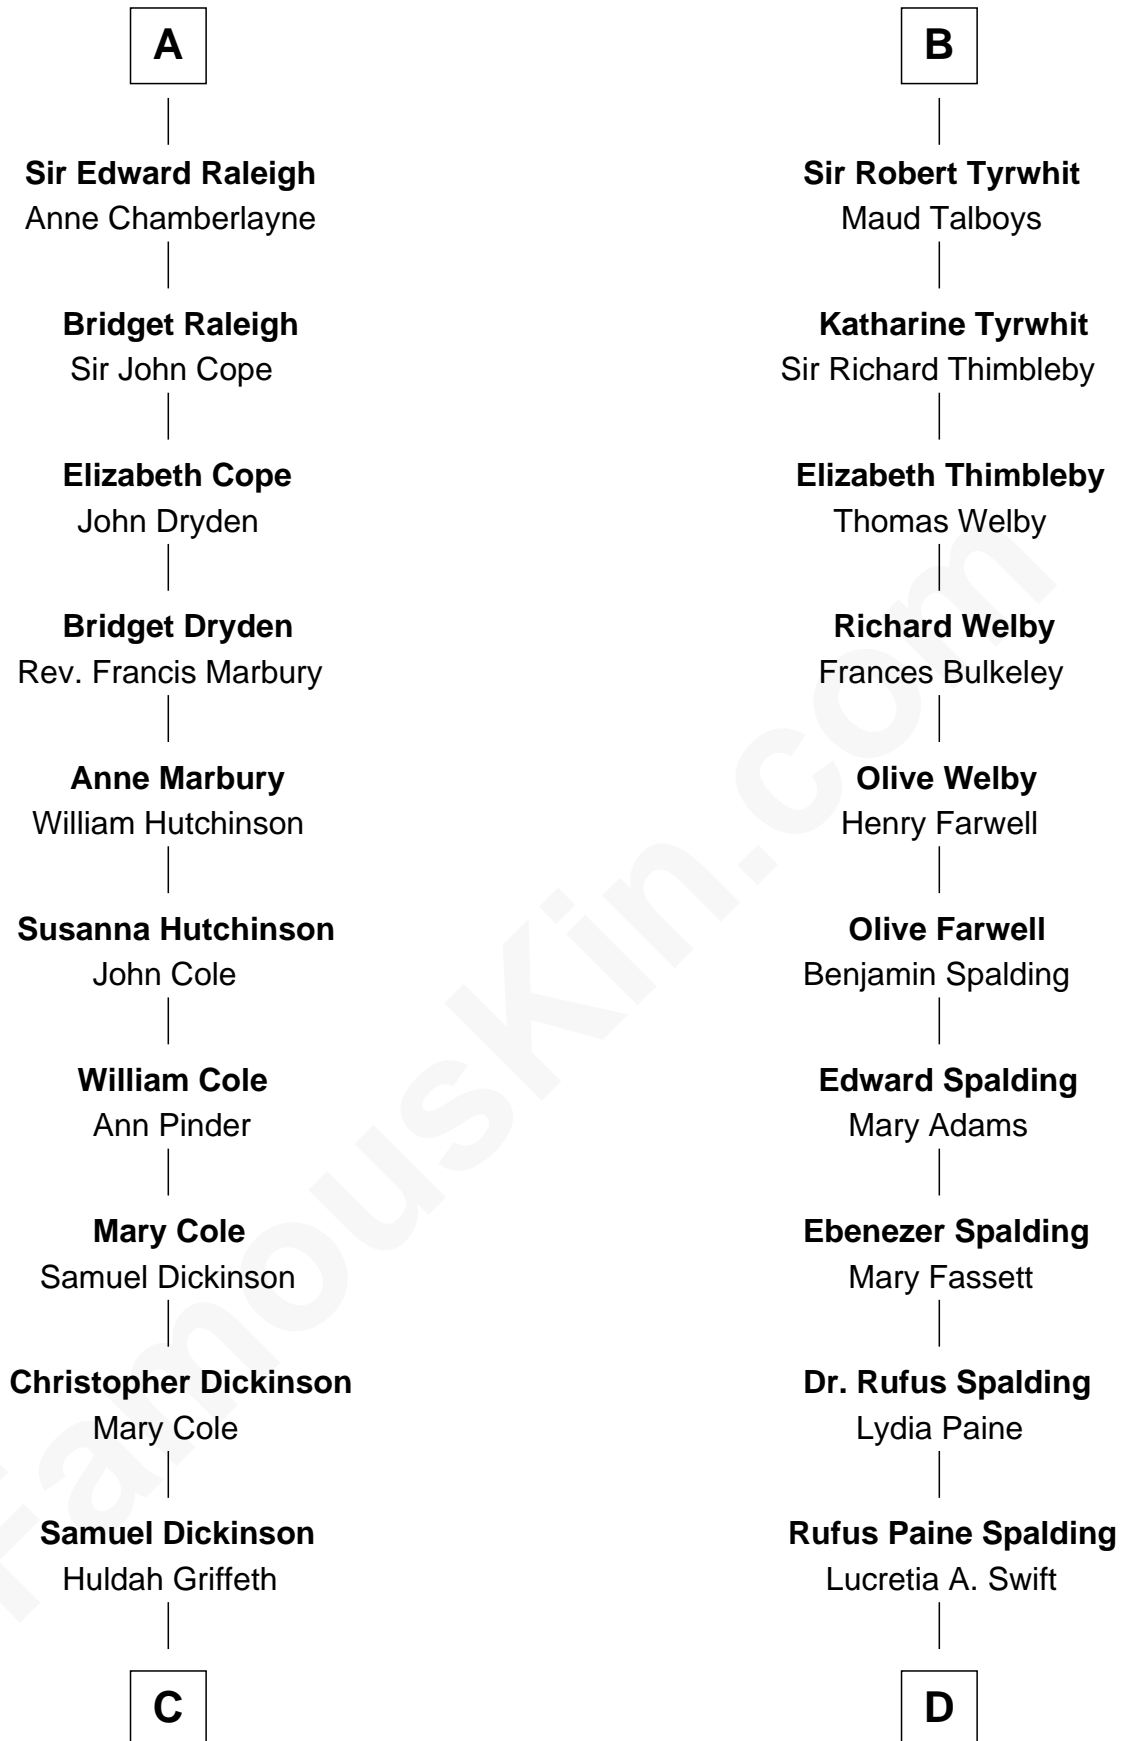 A
Sir Edward Raleigh
Anne Chamberlayne
Bridget Raleigh
Sir John Cope
Elizabeth Cope
John Dryden
Bridget Dryden
Rev. Francis Marbury
Anne Marbury
William Hutchinson
Susanna Hutchinson
John Cole
William Cole
Ann Pinder
Mary Cole
Samuel Dickinson
Christopher Dickinson
Mary Cole
Samuel Dickinson
Huldah Griffeth
C
B
Sir Robert Tyrwhit
Maud Talboys
Katharine Tyrwhit
Sir Richard Thimbleby
Elizabeth Thimbleby
Thomas Welby
Richard Welby
Frances Bulkeley
Olive Welby
Henry Farwell
Olive Farwell
Benjamin Spalding
Edward Spalding
Mary Adams
Ebenezer Spalding
Mary Fassett
Dr. Rufus Spalding
Lydia Paine
Rufus Paine Spalding
Lucretia A. Swift
D
FamousKin.com